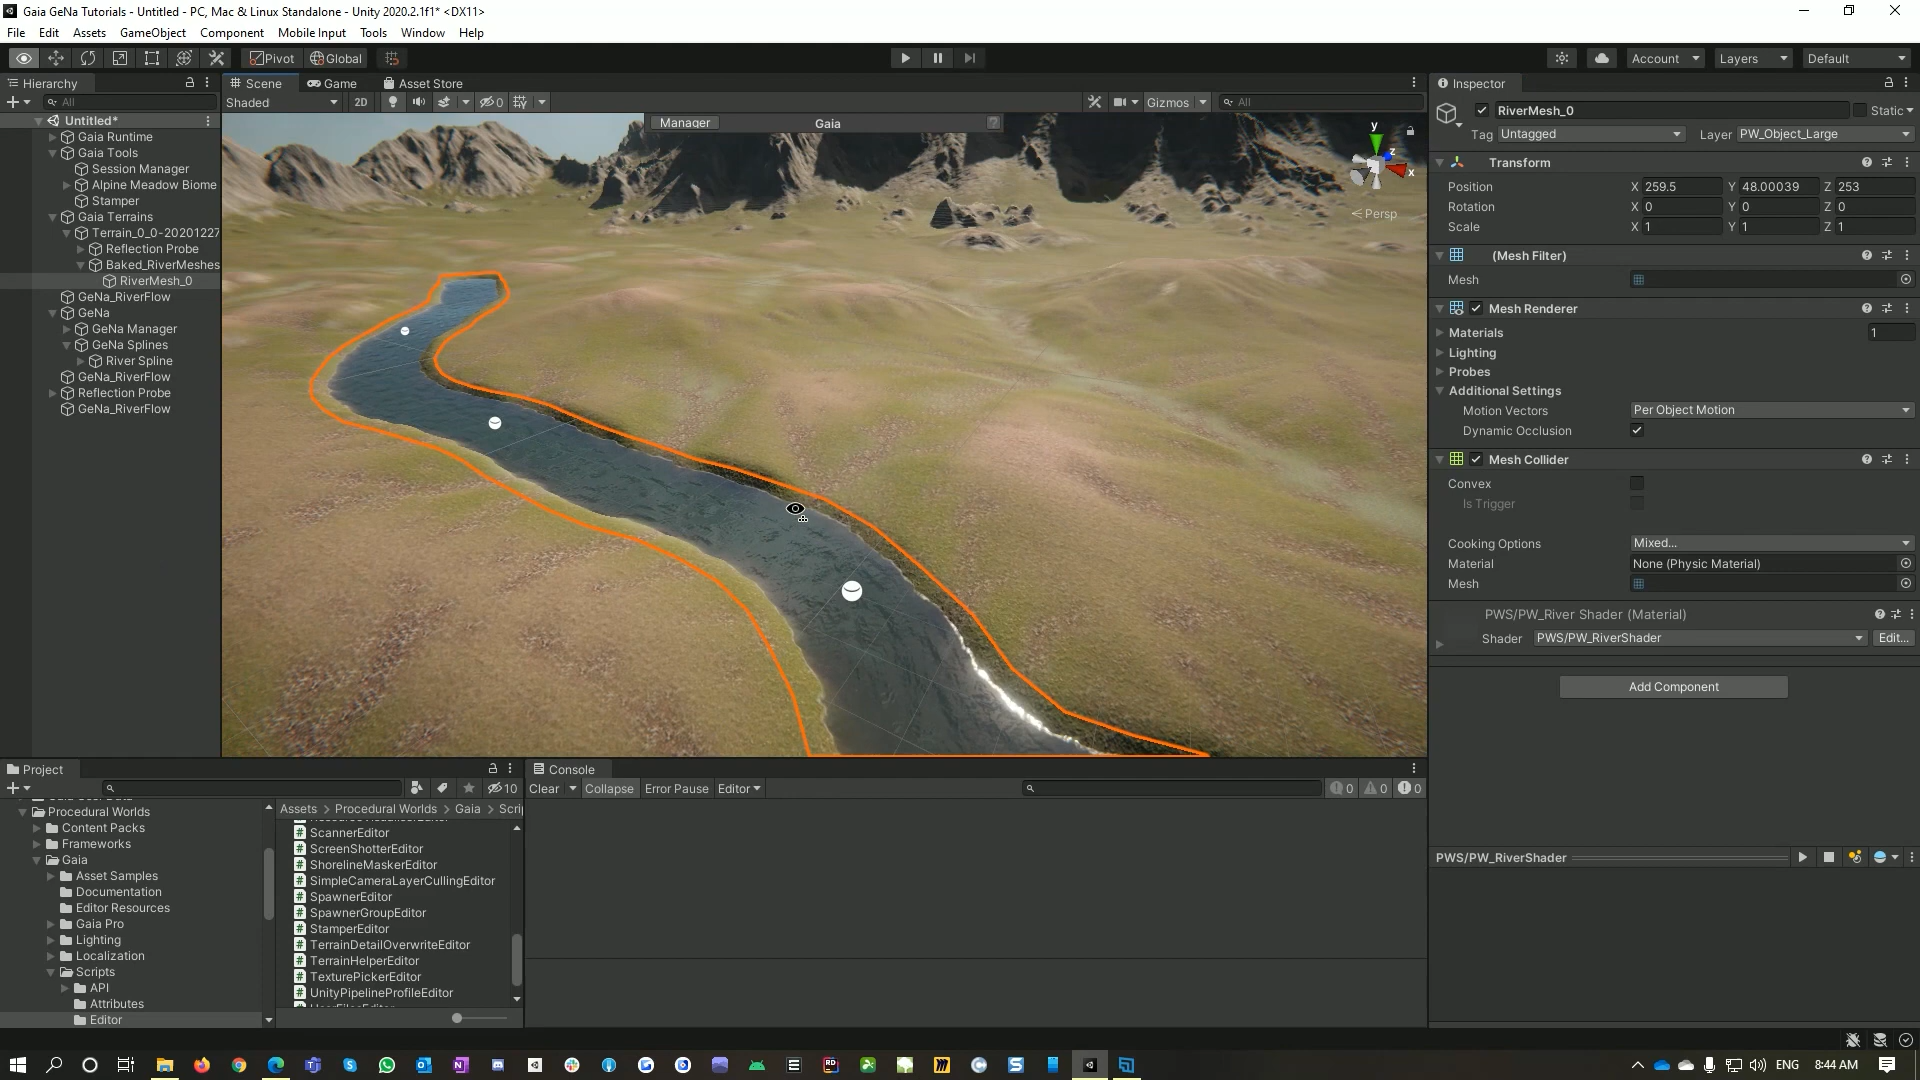 Gaia GeNa Tutorials - Untitled - PC, Mac & Linux Standalone - Unity 2020.2.1f1* <DX11>
File Edit Assets GameObject Component Mobile Input Tools Window Help
Pivot Global Account Layers Default
Hierarchy
All
Untitled*
Gaia Runtime
Gaia Tools
Session Manager
Alpine Meadow Biome
Stamper
Gaia Terrains
Terrain_0_0-20201227
Reflection Probe
Baked_RiverMeshes
RiverMesh_0
GeNa_RiverFlow
GeNa
GeNa Manager
GeNa Splines
River Spline
GeNa_RiverFlow
Reflection Probe
GeNa_RiverFlow
Scene Game Asset Store
Shaded 2D 0 Gizmos All
Manager Gaia
y
z
x
Persp
Inspector
RiverMesh_0 Static
Tag Untagged Layer PW_Object_Large
Transform
Position X 259.5 Y 48.00039 Z 253
Rotation X 0 Y 0 Z 0
Scale X 1 Y 1 Z 1
(Mesh Filter)
Mesh
Mesh Renderer
Materials 1
Lighting
Probes
Additional Settings
Motion Vectors Per Object Motion
Dynamic Occlusion
Mesh Collider
Convex
Is Trigger
Cooking Options Mixed...
Material None (Physic Material)
Mesh
PWS/PW_River Shader (Material)
Shader PWS/PW_RiverShader Edit...
Add Component
PWS/PW_RiverShader
Project
10
Procedural Worlds
Content Packs
Frameworks
Gaia
Asset Samples
Documentation
Editor Resources
Gaia Pro
Lighting
Localization
Scripts
API
Attributes
Editor
Assets > Procedural Worlds > Gaia > Scri
ScannerEditor
ScreenShotterEditor
ShorelineMaskerEditor
SimpleCameraLayerCullingEditor
SpawnerEditor
SpawnerGroupEditor
StamperEditor
TerrainDetailOverwriteEditor
TerrainHelperEditor
TexturePickerEditor
UnityPipelineProfileEditor
Console
Clear Collapse Error Pause Editor 0 0 0
ENG 8:44 AM